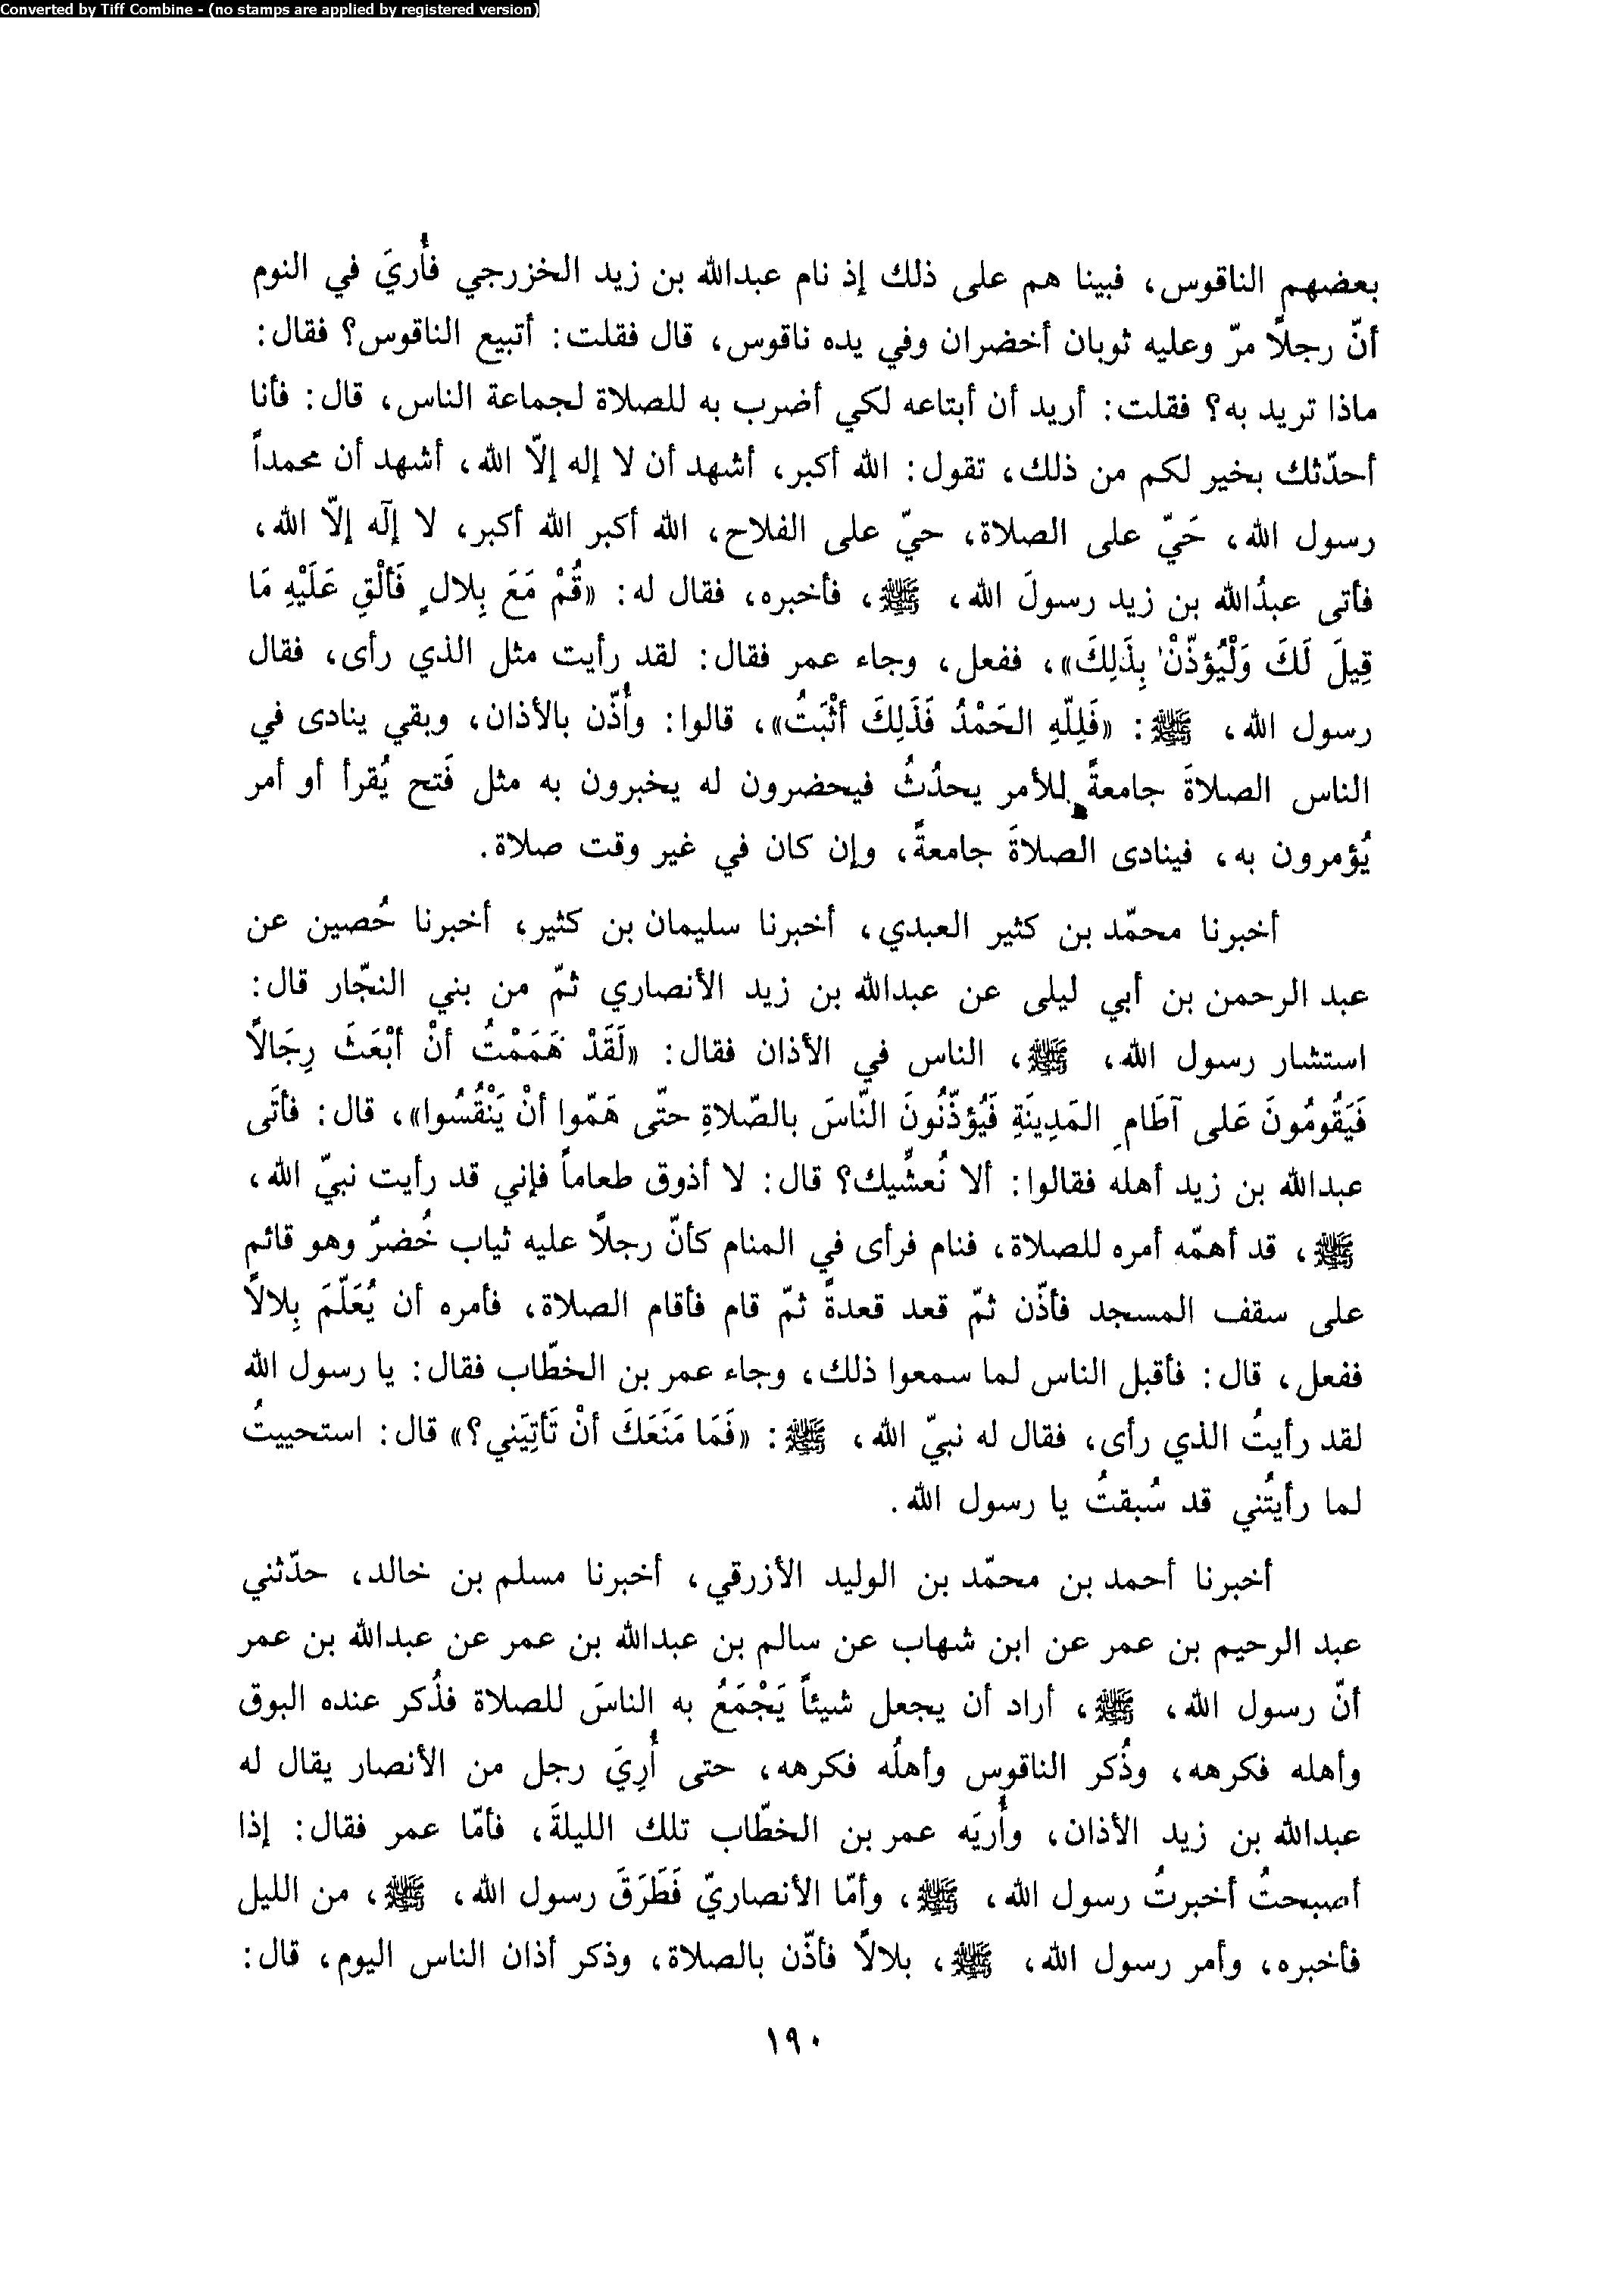 Converted by Tiff Combine - (no stamps are applied by registered version)
بعضهم الناقوس، فبينا هم على ذلك إذ نام عبدالله بن زيد الخزرجي فأُريَ في النوم
أنّ رجلاً مرّ وعليه ثوبان أخضران وفي يده ناقوس، قال فقلت: أتبيع الناقوس؟ فقال:
ماذا تريد به؟ فقلت: أريد أن أبتاعه لكي أضرب به للصلاة لجماعة الناس، قال: فأنا
أحدّثك بخير لكم من ذلك، تقول: الله أكبر، أشهد أن لا إله إلّا الله، أشهد أن محمداً
رسول الله، حَيّ على الصلاة، حيّ على الفلاح، الله أكبر الله أكبر، لا إلَه إلّا الله،
فأتى عبدُالله بن زيد رسولَ الله، ﷺ، فأخبره، فقال له: «قُمْ مَعَ بِلالٍ فَألْقِ عَلَيْهِ مَا
قِيلَ لَكَ وَلْيُؤذّنْ بِذَلِكَ»، ففعل، وجاء عمر فقال: لقد رأيت مثل الذي رأى، فقال
رسول الله، ﷺ: «فَلِلّهِ الحَمْدُ فَذَلِكَ أثْبَتُ»، قالوا: وأُذّن بالأذان، وبقي ينادى في
الناس الصلاةَ جامعةً للأمر يحدُثُ فيحضرون له يخبرون به مثل فَتح يُقرأ أو أمر
يُؤمرون به، فينادى الصلاةَ جامعةً، وإن كان في غير وقت صلاة.
أخبرنا محمّد بن كثير العبدي، أخبرنا سليمان بن كثير، أخبرنا حُصين عن
عبد الرحمن بن أبي ليلى عن عبدالله بن زيد الأنصاري ثمّ من بني النجّار قال:
استشار رسول الله، ﷺ، الناس في الأذان فقال: «لَقَدْ هَمَمْتُ أنْ أبْعَثَ رِجَالاً
فَيَقُومُونَ عَلى آطَامِ المَدِينَةِ فَيُؤذّنُونَ النّاسَ بالصّلاةِ حتّى هَمّوا أنْ يَنْقُسُوا»، قال: فأتَى
عبدالله بن زيد أهله فقالوا: ألا نُعشّيك؟ قال: لا أذوق طعاماً فإني قد رأيت نبيّ الله،
ﷺ، قد أهمّه أمره للصلاة، فنام فرأى في المنام كأنّ رجلاً عليه ثياب خُضرٌ وهو قائم
على سقف المسجد فأذّن ثمّ قعد قعدةً ثمّ قام فأقام الصلاة، فأمره أن يُعَلّمَ بِلالاً
ففعل، قال: فأقبل الناس لما سمعوا ذلك، وجاء عمر بن الخطّاب فقال: يا رسول الله
لقد رأيتُ الذي رأى، فقال له نبيّ الله، ﷺ: «فَمَا مَنَعَكَ أنْ تَأتِيَني؟» قال: استحييتُ
لما رأيتُني قد سُبقتُ يا رسول الله.
أخبرنا أحمد بن محمّد بن الوليد الأزرقي، أخبرنا مسلم بن خالد، حدّثني
عبد الرحيم بن عمر عن ابن شهاب عن سالم بن عبدالله بن عمر عن عبدالله بن عمر
أنّ رسول الله، ﷺ، أراد أن يجعل شيئاً يَجْمَعُ به الناسَ للصلاة فذُكر عنده البوق
وأهله فكرهه، وذُكر الناقوس وأهلُه فكرهه، حتى أُرِيَ رجل من الأنصار يقال له
عبدالله بن زيد الأذان، وأُريَه عمر بن الخطّاب تلك الليلةَ، فأمّا عمر فقال: إذا
أصبحتُ أخبرتُ رسول الله، ﷺ، وأمّا الأنصاريّ فَطَرَقَ رسول الله، ﷺ، من الليل
فأخبره، وأمر رسول الله، ﷺ، بلالاً فأذّن بالصلاة، وذكر أذان الناس اليوم، قال:
١٩٠